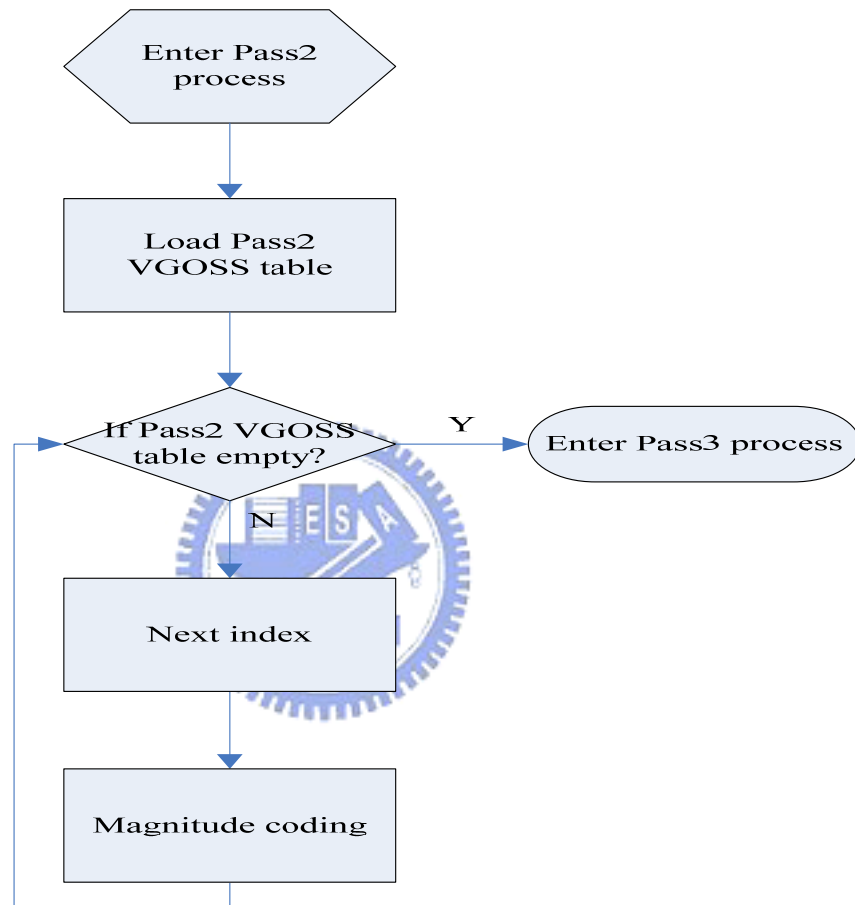 Enter Pass2
process
Load Pass2
VGOSS table
If Pass2 VGOSS
table empty?
Y
Enter Pass3 process
N
E S A
Next index
Magnitude coding